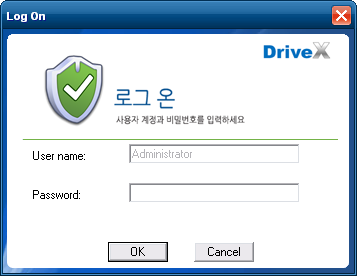 Log On
DriveX
로그 온
사용자 계정과 비밀번호를 입력하세요
User name:
Administrator
Password:
OK
Cancel